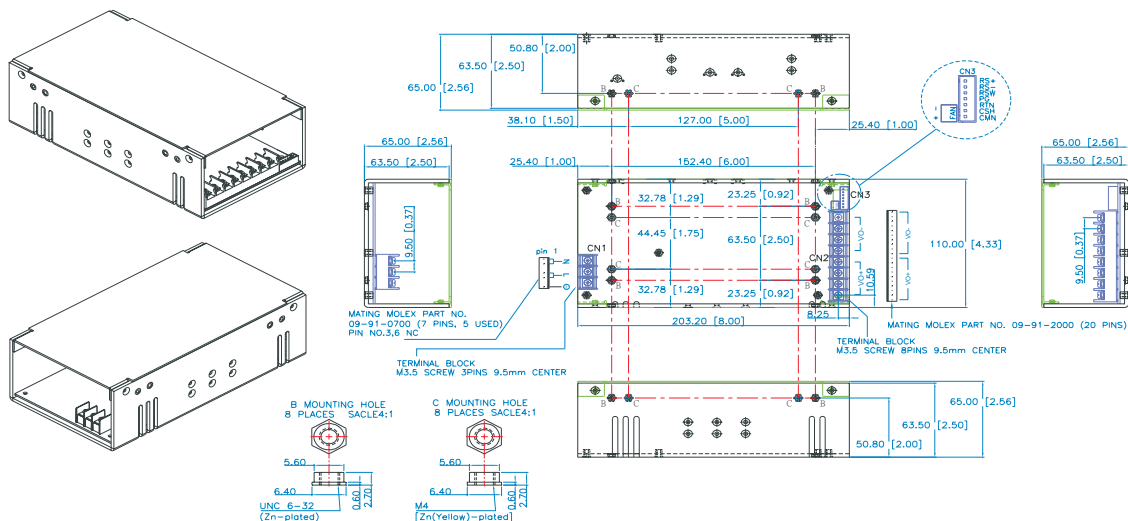 50.80 [2.00]
63.50 [2.50]
65.00 [2.56]
B
C
C
B
38.10 [1.50]
127.00 [5.00]
25.40 [1.00]
CN3
RS+
RS-
PSW
PG
RTN
CSH
CMN
FAN
-
+
65.00 [2.56]
63.50 [2.50]
9.50 [0.37]
25.40 [1.00]
152.40 [6.00]
32.78 [1.29]
23.25 [0.92]
CN3
B
B
C
C
44.45 [1.75]
63.50 [2.50]
CN1
CN2
C
C
B
B
32.78 [1.29]
23.25 [0.92]
10.59
8.25
VO-
VO-
VO+
VO+
110.00 [4.33]
203.20 [8.00]
pin 1
N
L
65.00 [2.56]
63.50 [2.50]
9.50 [0.37]
MATING MOLEX PART NO.
09-91-0700 (7 PINS, 5 USED)
PIN NO.3,6 NC
TERMINAL BLOCK
M3.5 SCREW 3PINS 9.5mm CENTER
MATING MOLEX PART NO. 09-91-2000 (20 PINS)
TERMINAL BLOCK
M3.5 SCREW 8PINS 9.5mm CENTER
B
C
C
B
65.00 [2.56]
63.50 [2.50]
50.80 [2.00]
B MOUNTING HOLE
8 PLACES SACLE4:1
5.60
6.40
0.60
2.70
UNC 6-32
(Zn-plated)
C MOUNTING HOLE
8 PLACES SACLE4:1
5.60
6.40
0.60
2.70
M4
[Zn(Yellow)-plated]